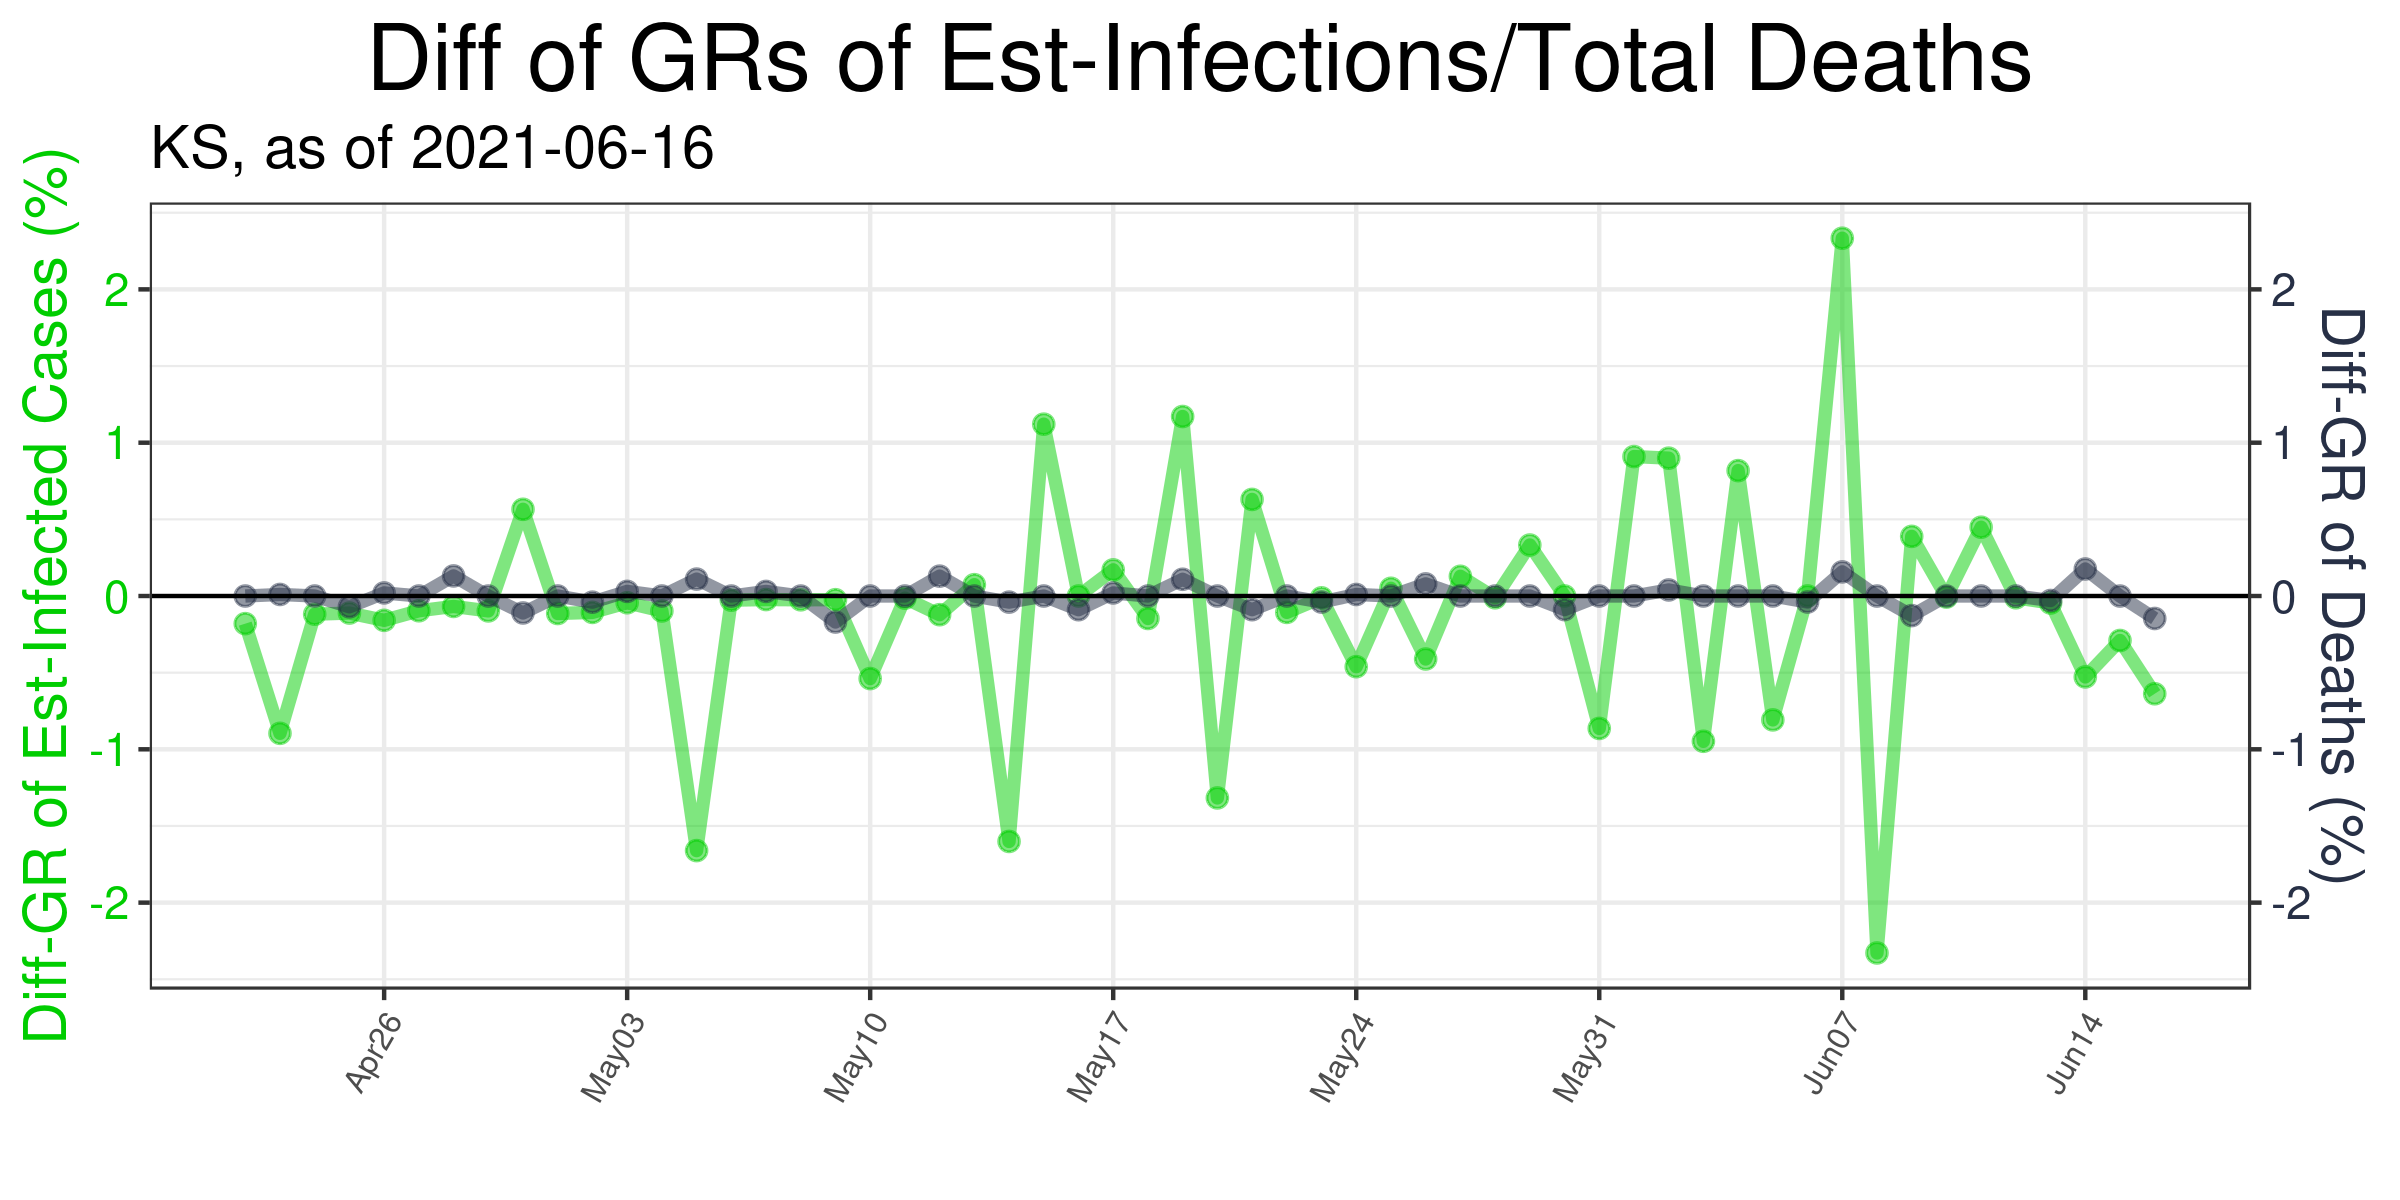 Diff of GRs of Est-Infections/Total Deaths
KS, as of 2021-06-16
Diff-GR of Est-Infected Cases (%)
2
1
0
-1
-2
2
1
0
-1
-2
Diff-GR of Deaths (%)
Apr26
May03
May10
May17
May24
May31
Jun07
Jun14